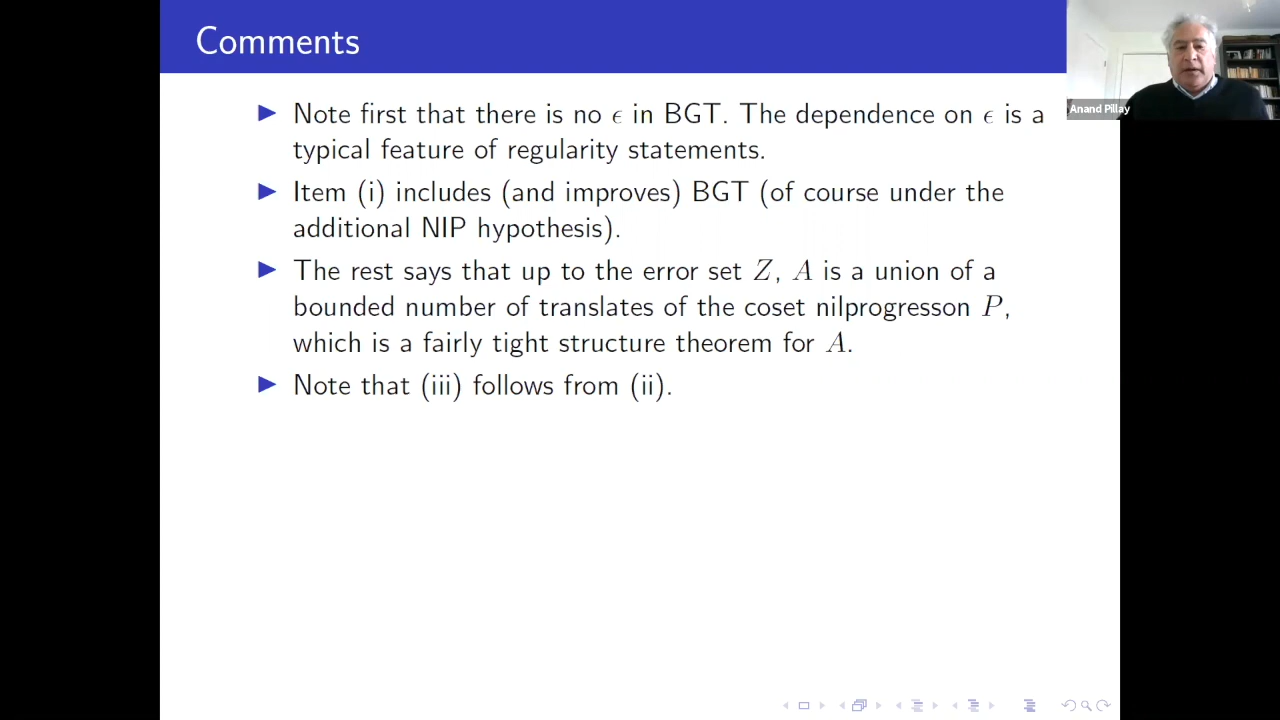 Comments
Anand Pillay
▶ Note first that there is no ϵ in BGT. The dependence on ϵ is a
typical feature of regularity statements.
▶ Item (i) includes (and improves) BGT (of course under the
additional NIP hypothesis).
▶ The rest says that up to the error set Z, A is a union of a
bounded number of translates of the coset nilprogresson P,
which is a fairly tight structure theorem for A.
▶ Note that (iii) follows from (ii).